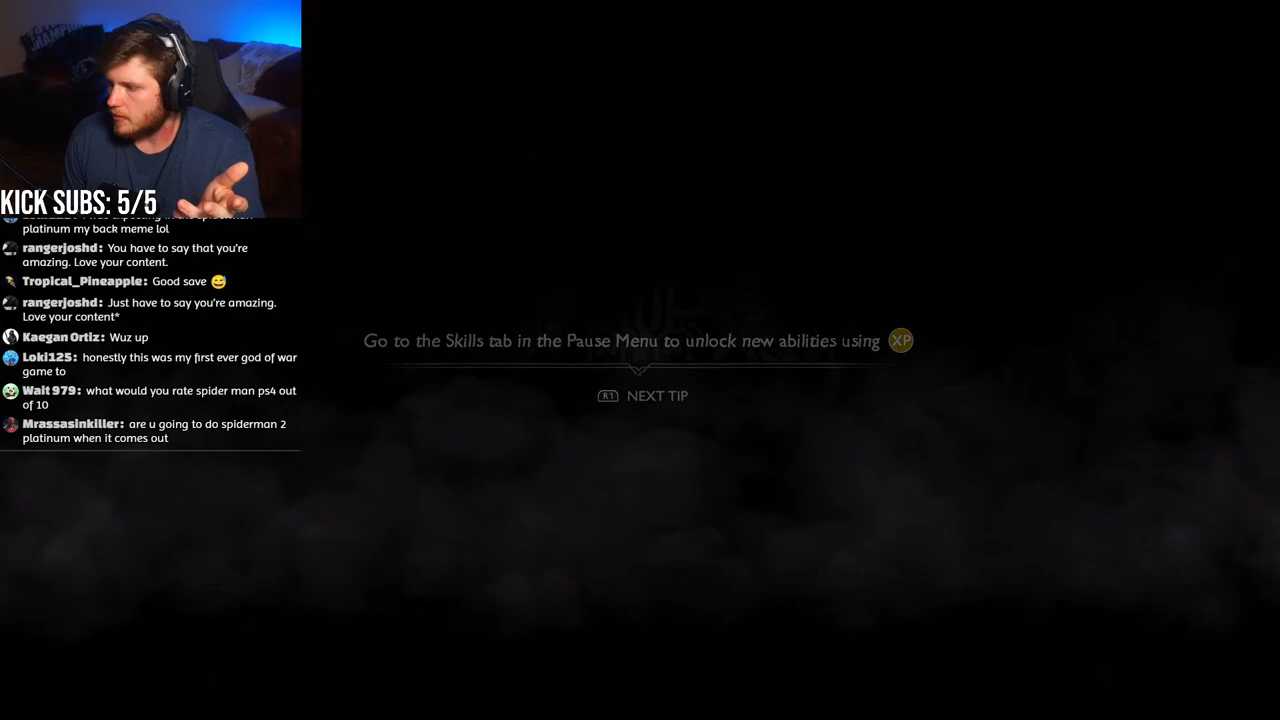 KICK SUBS: 5/5
platinum my back meme lol
rangerjoshd: You have to say that you're
amazing. Love your content.
Tropical_Pineapple: Good save 😅
rangerjoshd: Just have to say you're amazing.
Love your content*
Kaegan Ortiz: Wuz up
Loki125: honestly this was my first ever god of war
game to
Wait 979: what would you rate spider man ps4 out
of 10
Mrassasinkiller: are u going to do spiderman 2
platinum when it comes out
Go to the Skills tab in the Pause Menu to unlock new abilities using XP
R1 NEXT TIP